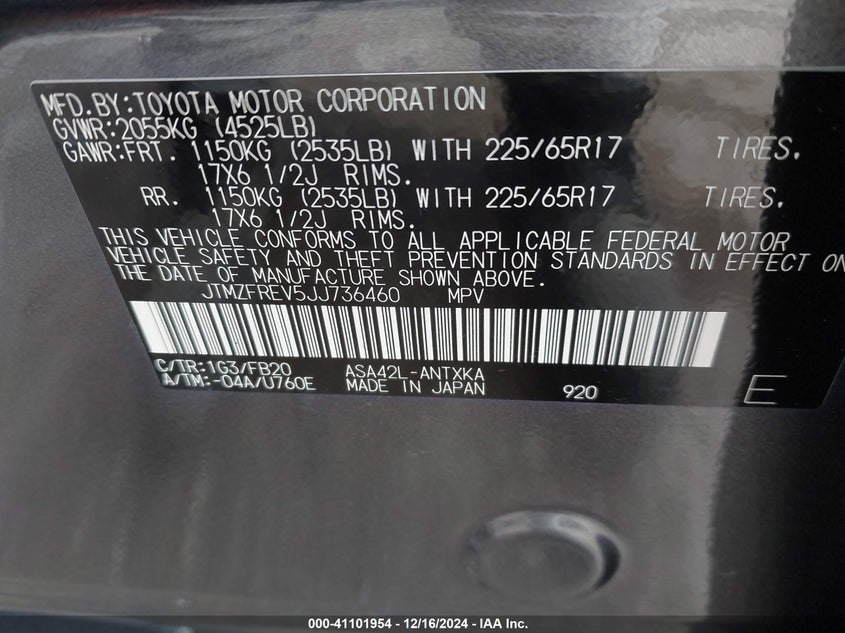 MFD.BY:TOYOTA MOTOR CORPORATION
GVWR:2055KG (4525LB)
GAWR:FRT. 1150KG (2535LB) WITH 225/65R17 TIRES,
17X6 1/2J RIMS.
RR. 1150KG (2535LB) WITH 225/65R17 TIRES,
17X6 1/2J RIMS.
THIS VEHICLE CONFORMS TO ALL APPLICABLE FEDERAL MOTOR
VEHICLE SAFETY AND THEFT PREVENTION STANDARDS IN EFFECT ON
THE DATE OF MANUFACTURE SHOWN ABOVE.
JTMZFREV5JJ736460 MPV
C/TR:1G3/FB20 ASA42L-ANTXKA
A/TM:-04A/U760E MADE IN JAPAN 920 E
000-41101954 - 12/16/2024 - IAA Inc.